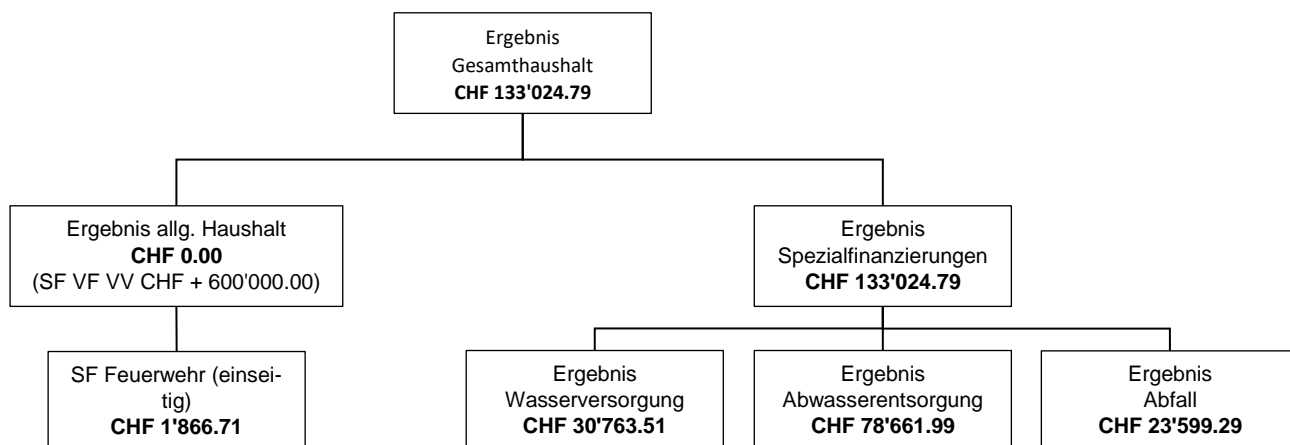 Ergebnis
Gesamthaushalt
CHF 133'024.79
Ergebnis allg. Haushalt
CHF 0.00
(SF VF VV CHF + 600'000.00)
Ergebnis
Spezialfinanzierungen
CHF 133'024.79
SF Feuerwehr (einsei-
tig)
CHF 1'866.71
Ergebnis
Wasserversorgung
CHF 30'763.51
Ergebnis
Abwasserentsorgung
CHF 78'661.99
Ergebnis
Abfall
CHF 23'599.29